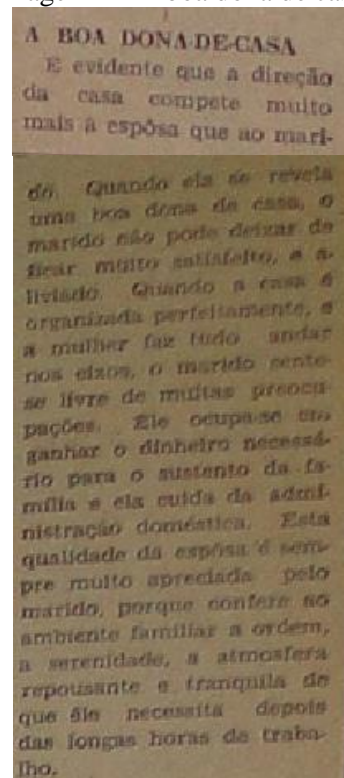 A BOA DONA-DE-CASA
E evidente que a direção
da casa compete muito
mais à espôsa que ao mari-
do. Quando ela se revela
uma boa dona de casa, o
marido não pode deixar de
ficar muito satisfeito, e a-
liviado. Quando a casa é
organizada perfeitamente, e
a mulher faz tudo andar
nos eixos, o marido sente-
se livre de muitas preocu-
pações. Ele ocupa-se em
ganhar o dinheiro necessá-
rio para o sustento da fa-
mília e ela cuida da admi-
nistração doméstica. Esta
qualidade da espôsa é sem-
pre muito apreciada pelo
marido, porque confere ao
ambiente familiar a ordem,
a serenidade, a atmosfera
repousante e tranquila de
que êle necessita depois
das longas horas de traba-
lho.